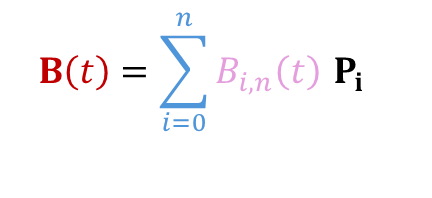 𝐁(t) = ∑_{i=0}^{n} B_{i,n}(t) 𝐏_𝐢